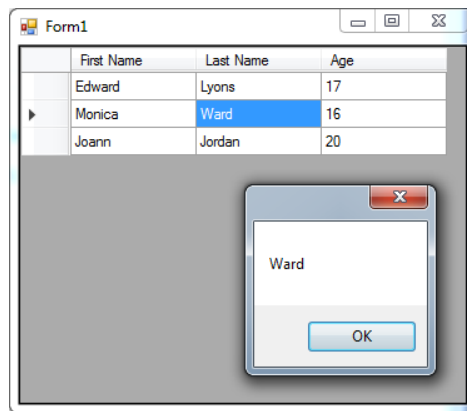 Form1
First Name Last Name Age
Edward Lyons 17
Monica Ward 16
Joann Jordan 20
Ward
OK